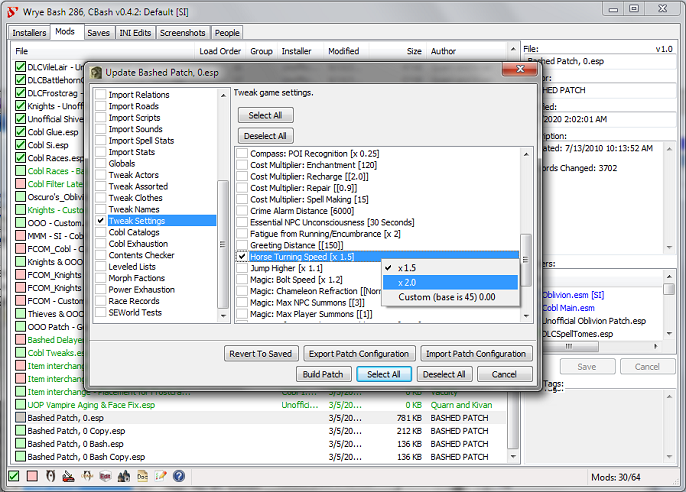 Wrye Bash 286, CBash v0.4.2: Default [SI]
Installers Mods Saves INI Edits Screenshots People
File Load Order Group Installer Modified Size Author
File: v1.0
DLCVileLair - Unoff
Bashed Patch, 0.esp
DLCBattlehorn
DLCFrostcrag -
BASHED PATCH
Knights - Unoff
Unofficial Shive
2020 2:02:01 AM
Cobl Glue.esp
Cobl Si.esp
ated: 7/13/2010 10:13:52 AM
Cobl Races.esp
Cobl Races - Ba
ords Changed: 3702
Cobl Filter Late
Oscuro's_Oblivio
Knights - Custom
OOO - Custom.
MMM - SI - Cob
FCOM_Cobl - Cu
Knights & OOO
FCOM_Knights -
Thieves & OOO
OOO Patch - Gu
Bashed Delayed
Cobl Tweaks.es
Item interchange
Item interchange - Placement for Frostcra
UOP Vampire Aging & Face Fix.esp Unoffici... 3/5/20... Quarn and Kivan
Bashed Patch, 0.esp 3/5/20... 781 KB BASHED PATCH
Bashed Patch, 0 Copy.esp 3/5/20... 212 KB BASHED PATCH
Bashed Patch, 0 Bash.esp 3/5/20... 136 KB BASHED PATCH
Bashed Patch, 0 Bash Copy.esp 3/5/20... 136 KB BASHED PATCH
Update Bashed Patch, 0.esp
Import Relations
Import Roads
Import Scripts
Import Sounds
Import Spell Stats
Import Stats
Globals
Tweak Actors
Tweak Assorted
Tweak Clothes
Tweak Names
Tweak Settings
Cobl Catalogs
Cobl Exhaustion
Contents Checker
Leveled Lists
Morph Factions
Power Exhaustion
Race Records
SEWorld Tests
Tweak game settings.
Select All
Deselect All
Compass: POI Recognition [x 0.25]
Cost Multiplier: Enchantment [120]
Cost Multiplier: Recharge [[2.0]]
Cost Multiplier: Repair [[0.9]]
Cost Multiplier: Spell Making [15]
Crime Alarm Distance [6000]
Essential NPC Unconsciousness [30 Seconds]
Fatigue from Running/Encumbrance [x 2]
Greeting Distance [[150]]
Horse Turning Speed [x 1.5]
Jump Higher [x 1.1]
Magic: Bolt Speed [x 1.2]
Magic: Chameleon Refraction [[Norm
Magic: Max NPC Summons [[3]]
Magic: Max Player Summons [[1]]
x 1.5
x 2.0
Custom (base is 45) 0.00
Revert To Saved Export Patch Configuration Import Patch Configuration
Build Patch Select All Deselect All Cancel
ers:
Oblivion.esm [SI]
Cobl Main.esm
Unofficial Oblivion Patch.esp
DLCSpellTomes.esp
Save Cancel
Tags:
Mods: 30/64